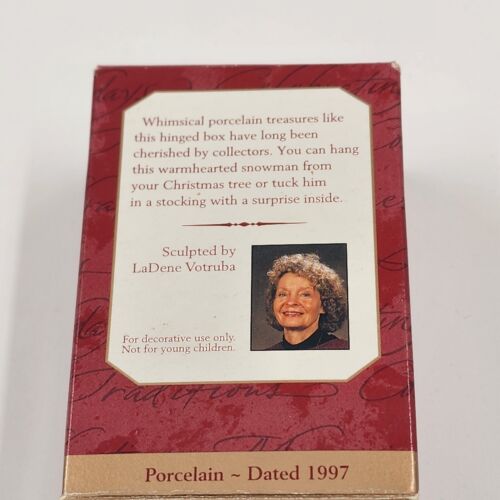 Whimsical porcelain treasures like
this hinged box have long been
cherished by collectors. You can hang
this warmhearted snowman from
your Christmas tree or tuck him
in a stocking with a surprise inside.
Sculpted by
LaDene Votruba
For decorative use only.
Not for young children.
Traditions
Porcelain ~ Dated 1997